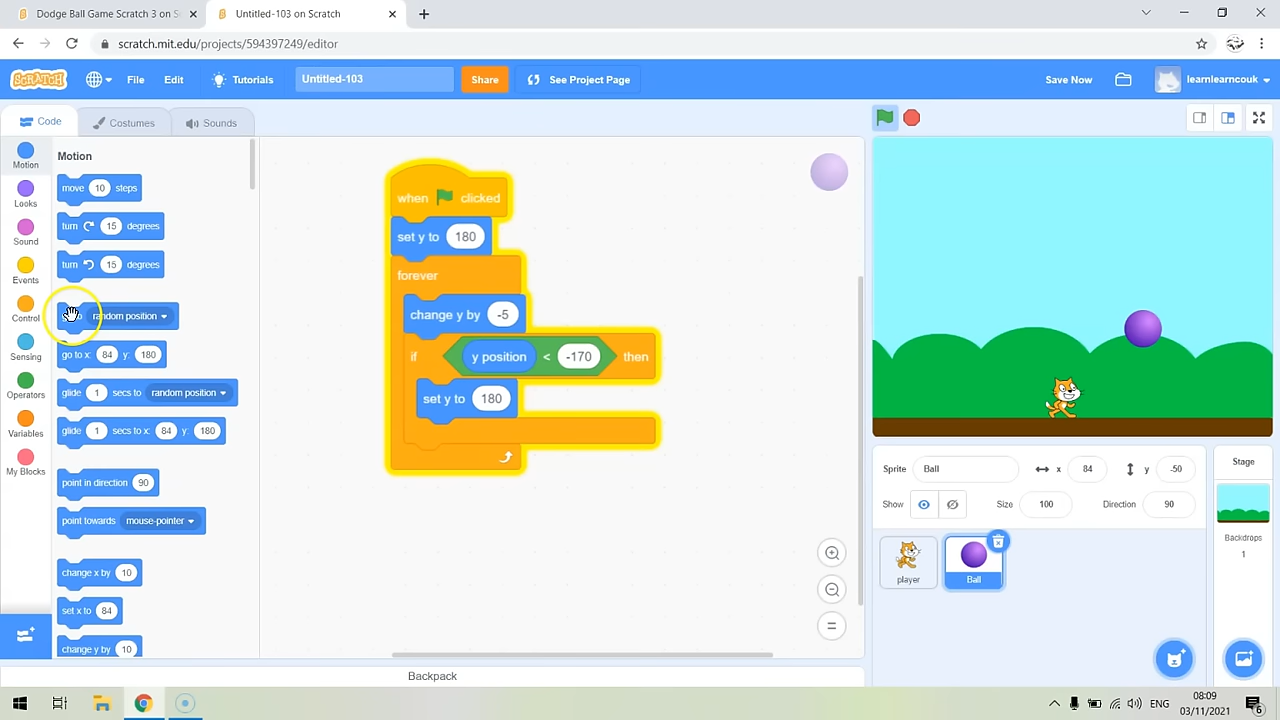 Dodge Ball Game Scratch 3 on S
Untitled-103 on Scratch
scratch.mit.edu/projects/594397249/editor
SCRATCH
File
Edit
Tutorials
Untitled-103
Share
See Project Page
Save Now
learnlearncouk
Code
Costumes
Sounds
Motion
Looks
Sound
Events
Control
Sensing
Operators
Variables
My Blocks
Motion
move 10 steps
turn 15 degrees
turn 15 degrees
random position
go to x: 84 y: 180
glide 1 secs to random position
glide 1 secs to x: 84 y: 180
point in direction 90
point towards mouse-pointer
change x by 10
set x to 84
change y by 10
when clicked
set y to 180
forever
change y by -5
if y position < -170 then
set y to 180
Sprite Ball x 84 y -50
Show Size 100 Direction 90
player
Ball
Stage
Backdrops
1
Backpack
ENG
08:09
03/11/2021
6